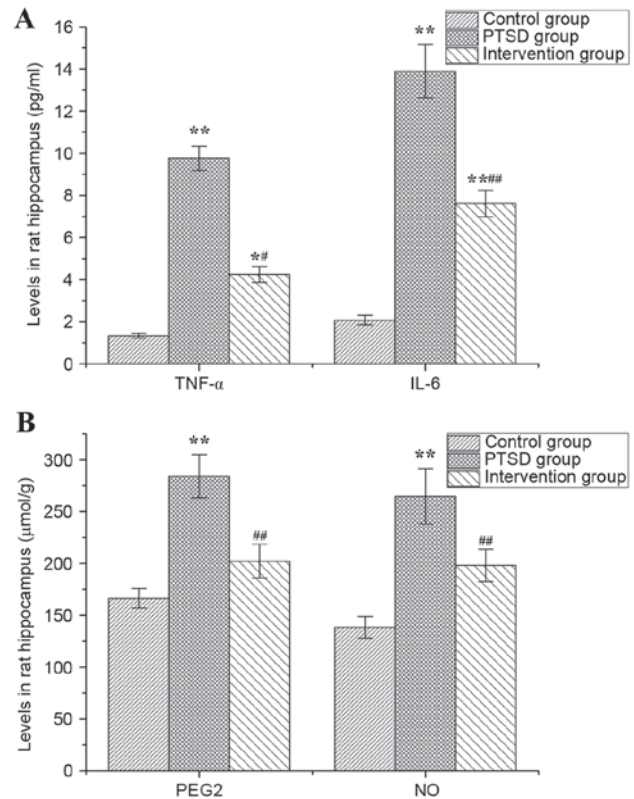 A
Control group
PTSD group
Intervention group
16
14
12
10
8
6
4
2
0
Levels in rat hippocampus (pg/ml)
**
**
*#
**##
TNF-α
IL-6
B
Control group
PTSD group
Intervention group
300
250
200
150
100
50
0
Levels in rat hippocampus (μmol/g)
**
**
##
##
PEG2
NO